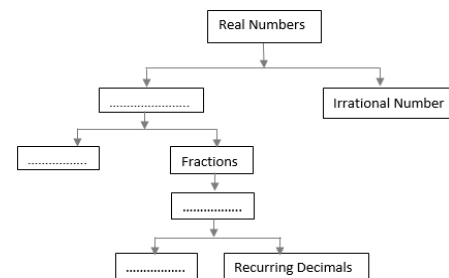 Real Numbers
........................
Irrational Number
.................
Fractions
.................
.................
Recurring Decimals